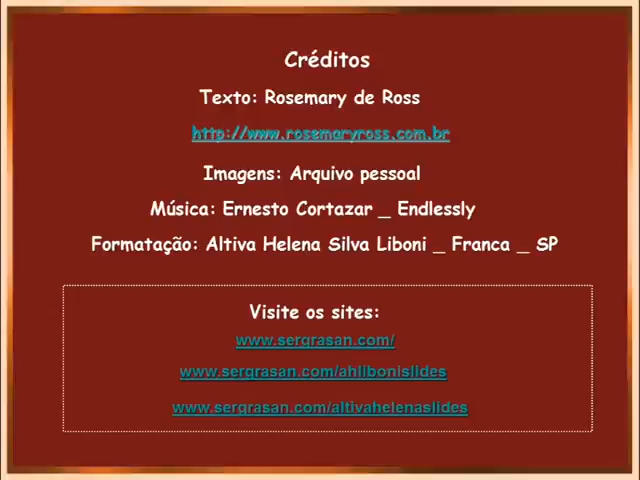 Créditos
Texto: Rosemary de Ross
http://www.rosemaryross.com.br
Imagens: Arquivo pessoal
Música: Ernesto Cortazar _ Endlessly
Formatação: Altiva Helena Silva Liboni _ Franca _ SP
Visite os sites:
www.sergrasan.com/
www.sergrasan.com/ahlibonislides
www.sergrasan.com/altivahelenaslides